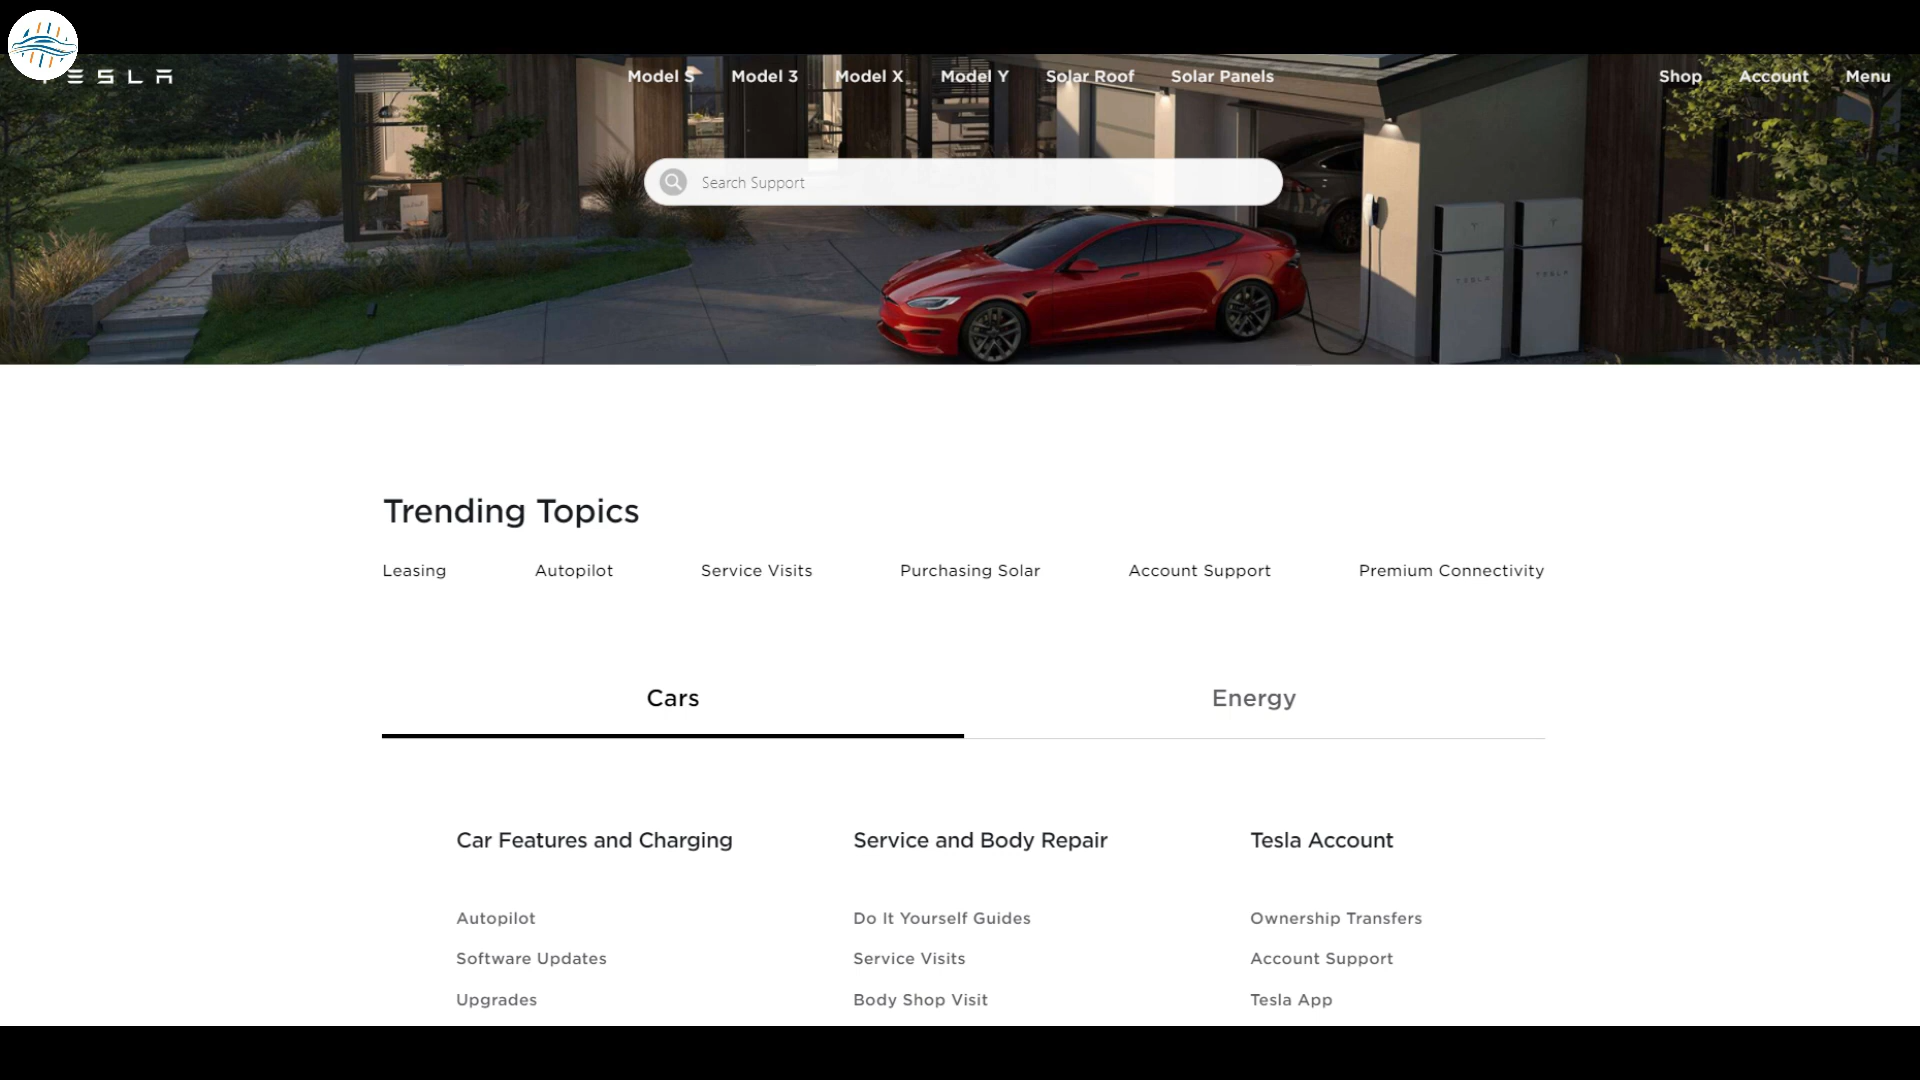 TESLA
Model S Model 3 Model X Model Y Solar Roof Solar Panels
Shop Account Menu
Search Support
TESLA TESLA
Trending Topics
Leasing Autopilot Service Visits Purchasing Solar Account Support Premium Connectivity
Cars Energy
Car Features and Charging Service and Body Repair Tesla Account
Autopilot Do It Yourself Guides Ownership Transfers
Software Updates Service Visits Account Support
Upgrades Body Shop Visit Tesla App